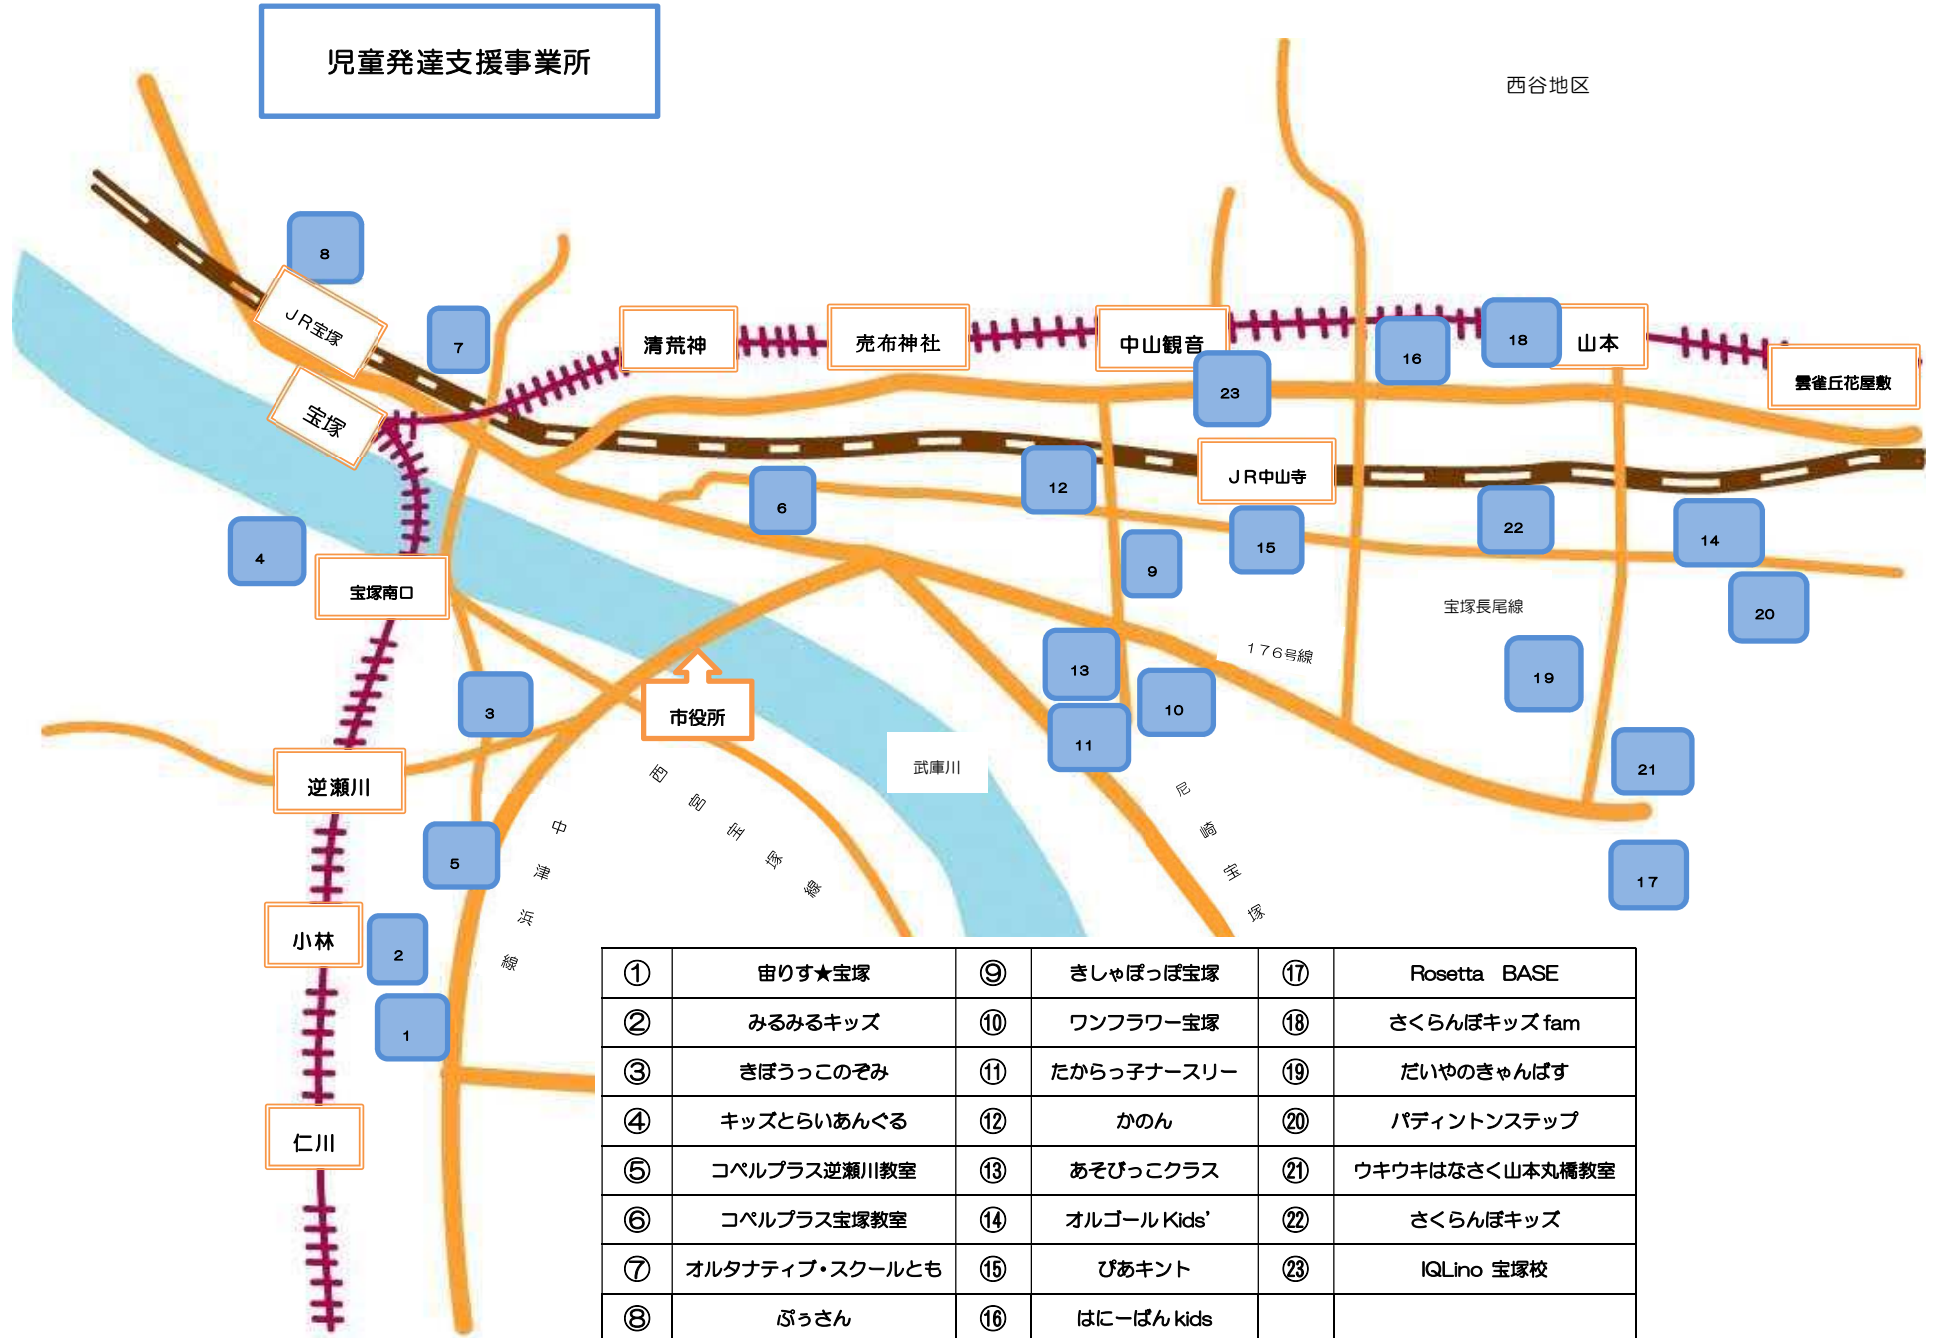 児童発達支援事業所
西谷地区
8
JR宝塚
7
清荒神
売布神社
中山観音
16
18
山本
雲雀丘花屋敷
23
宝塚
JR中山寺
12
6
22
15
14
4
9
宝塚南口
宝塚長尾線
20
176号線
13
19
3
市役所
10
11
武庫川
21
逆瀬川
西宮宝塚線
尼崎宝塚
中津浜線
5
17
小林
2
1
仁川
① 宙りす★宝塚 ⑨ きしゃぽっぽ宝塚 ⑰ Rosetta BASE
② みるみるキッズ ⑩ ワンフラワー宝塚 ⑱ さくらんぼキッズ fam
③ きぼうっこのぞみ ⑪ たからっ子ナースリー ⑲ だいやのきゃんばす
④ キッズとらいあんぐる ⑫ かのん ⑳ パディントンステップ
⑤ コペルプラス逆瀬川教室 ⑬ あそびっこクラス ㉑ ウキウキはなさく山本丸橋教室
⑥ コペルプラス宝塚教室 ⑭ オルゴール Kids’ ㉒ さくらんぼキッズ
⑦ オルタナティブ・スクールとも ⑮ ぴあキント ㉓ IQLino 宝塚校
⑧ ぷぅさん ⑯ はにーばん kids